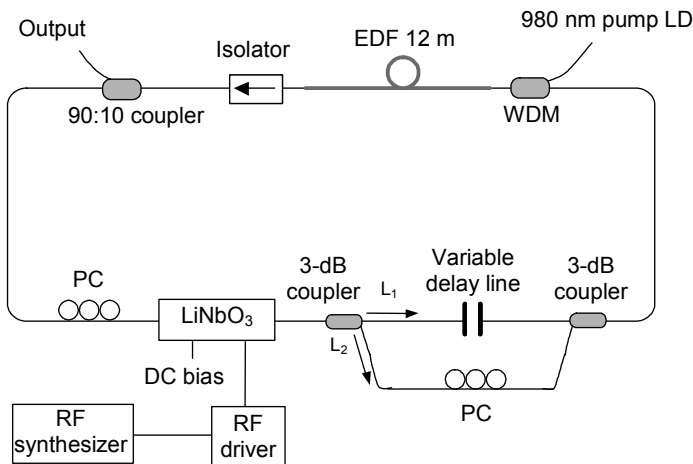 Output
Isolator
EDF 12 m
980 nm pump LD
90:10 coupler
WDM
PC
LiNbO3
3-dB
coupler
L1
L2
Variable
delay line
3-dB
coupler
PC
DC bias
RF
synthesizer
RF
driver